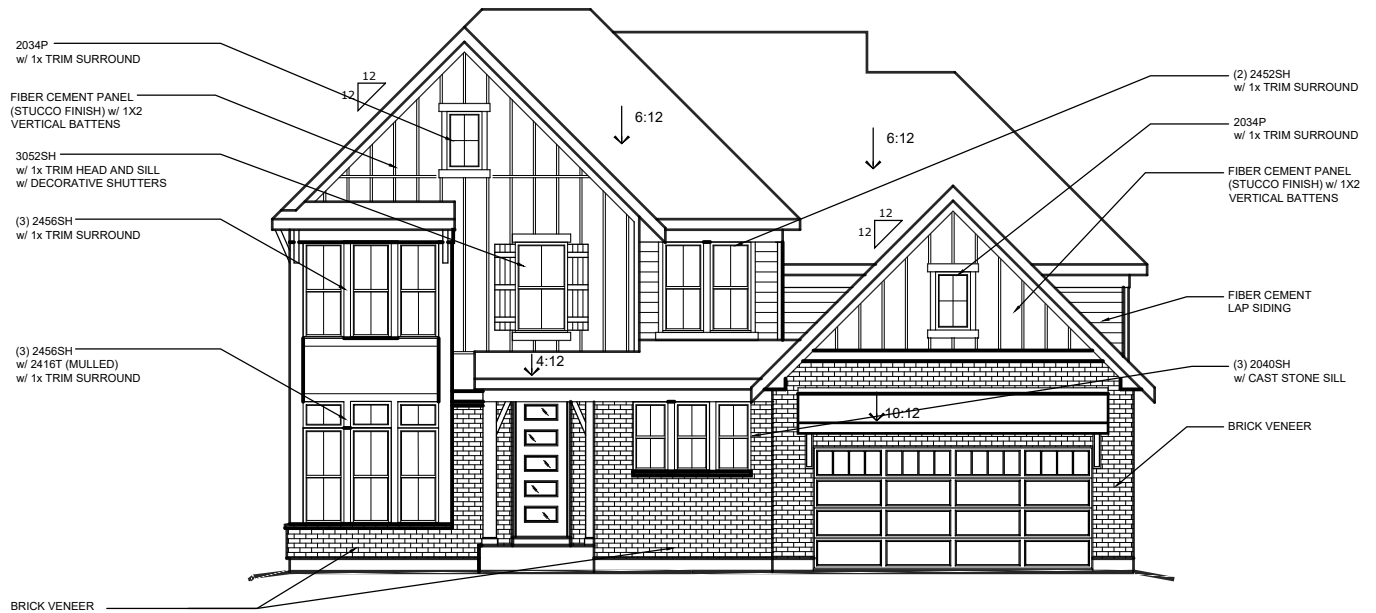 2034P
w/ 1x TRIM SURROUND
FIBER CEMENT PANEL
(STUCCO FINISH) w/ 1X2
VERTICAL BATTENS
3052SH
w/ 1x TRIM HEAD AND SILL
w/ DECORATIVE SHUTTERS
(3) 2456SH
w/ 1x TRIM SURROUND
(3) 2456SH
w/ 2416T (MULLED)
w/ 1x TRIM SURROUND
BRICK VENEER
12
12
6:12
6:12
12
12
4:12
10:12
(2) 2452SH
w/ 1x TRIM SURROUND
2034P
w/ 1x TRIM SURROUND
FIBER CEMENT PANEL
(STUCCO FINISH) w/ 1X2
VERTICAL BATTENS
FIBER CEMENT
LAP SIDING
(3) 2040SH
w/ CAST STONE SILL
BRICK VENEER